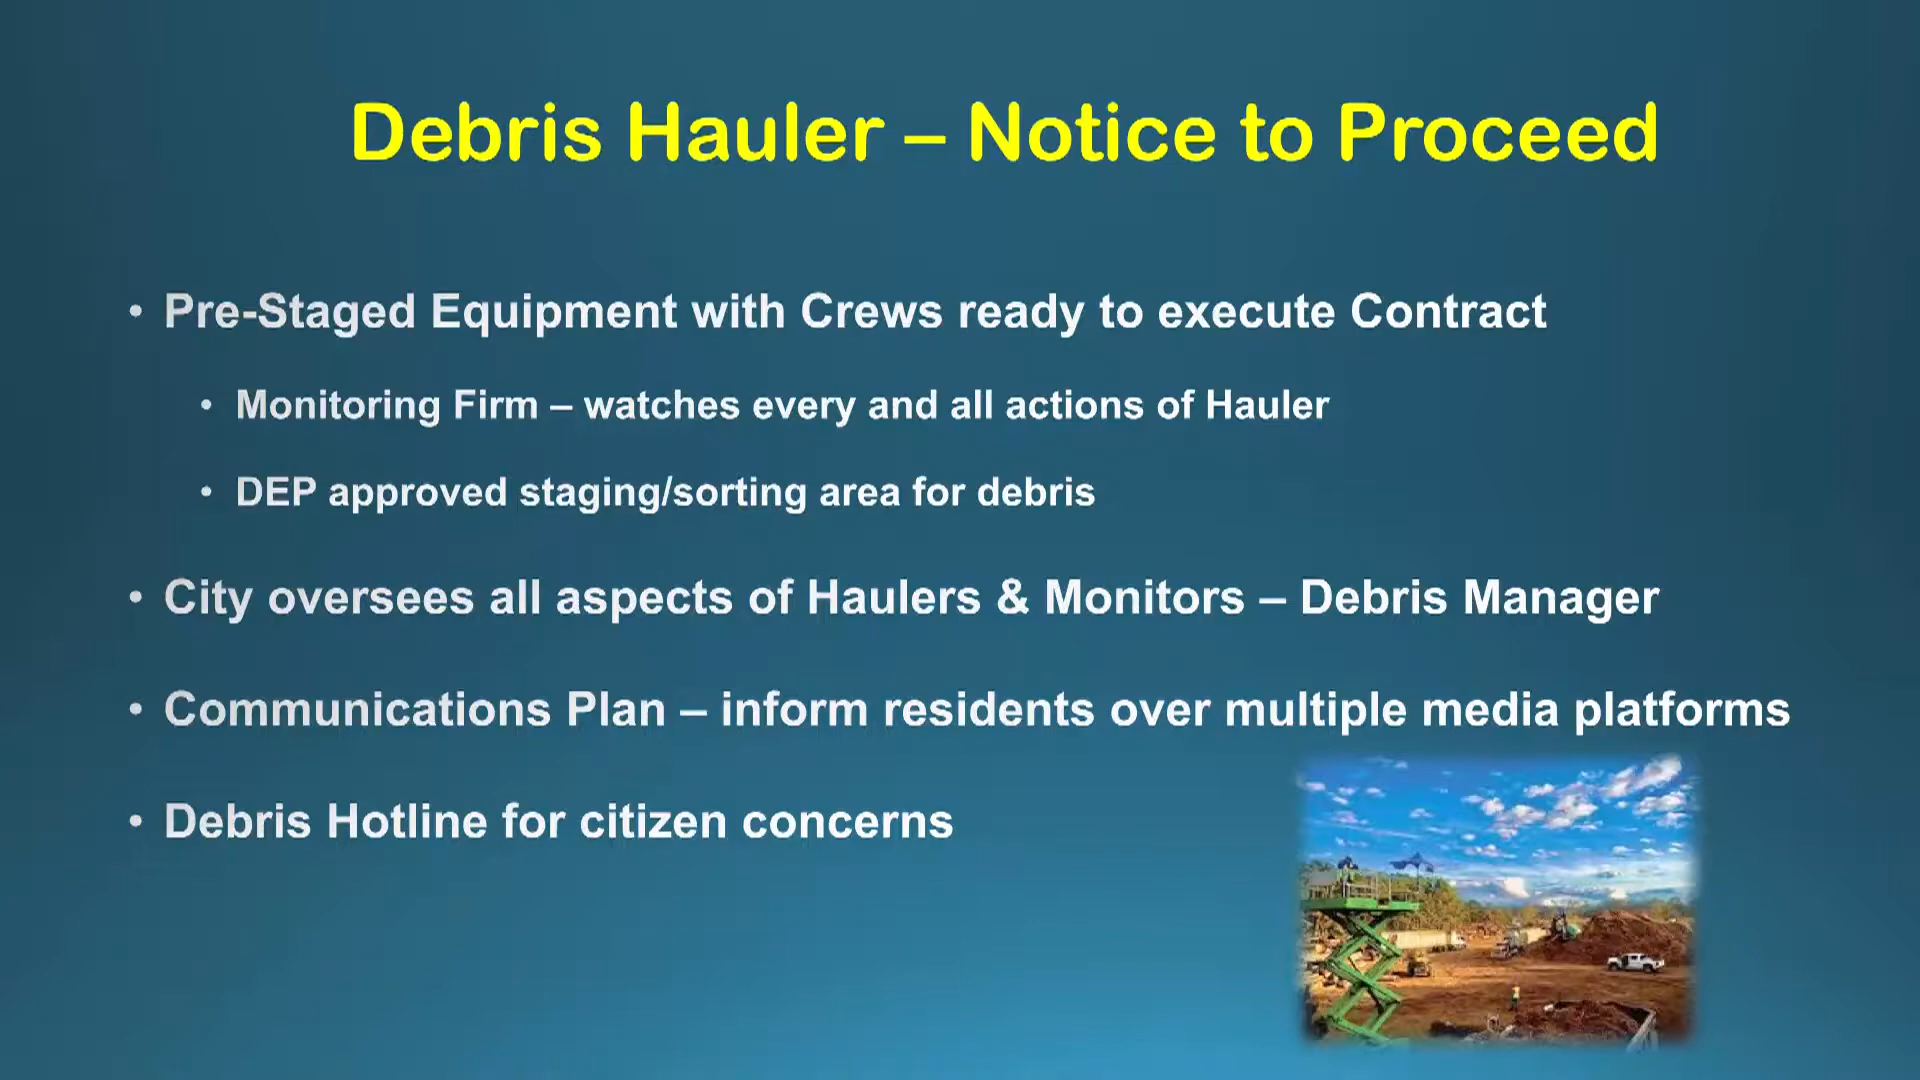 Debris Hauler – Notice to Proceed
• Pre-Staged Equipment with Crews ready to execute Contract
• Monitoring Firm – watches every and all actions of Hauler
• DEP approved staging/sorting area for debris
• City oversees all aspects of Haulers & Monitors – Debris Manager
• Communications Plan – inform residents over multiple media platforms
• Debris Hotline for citizen concerns